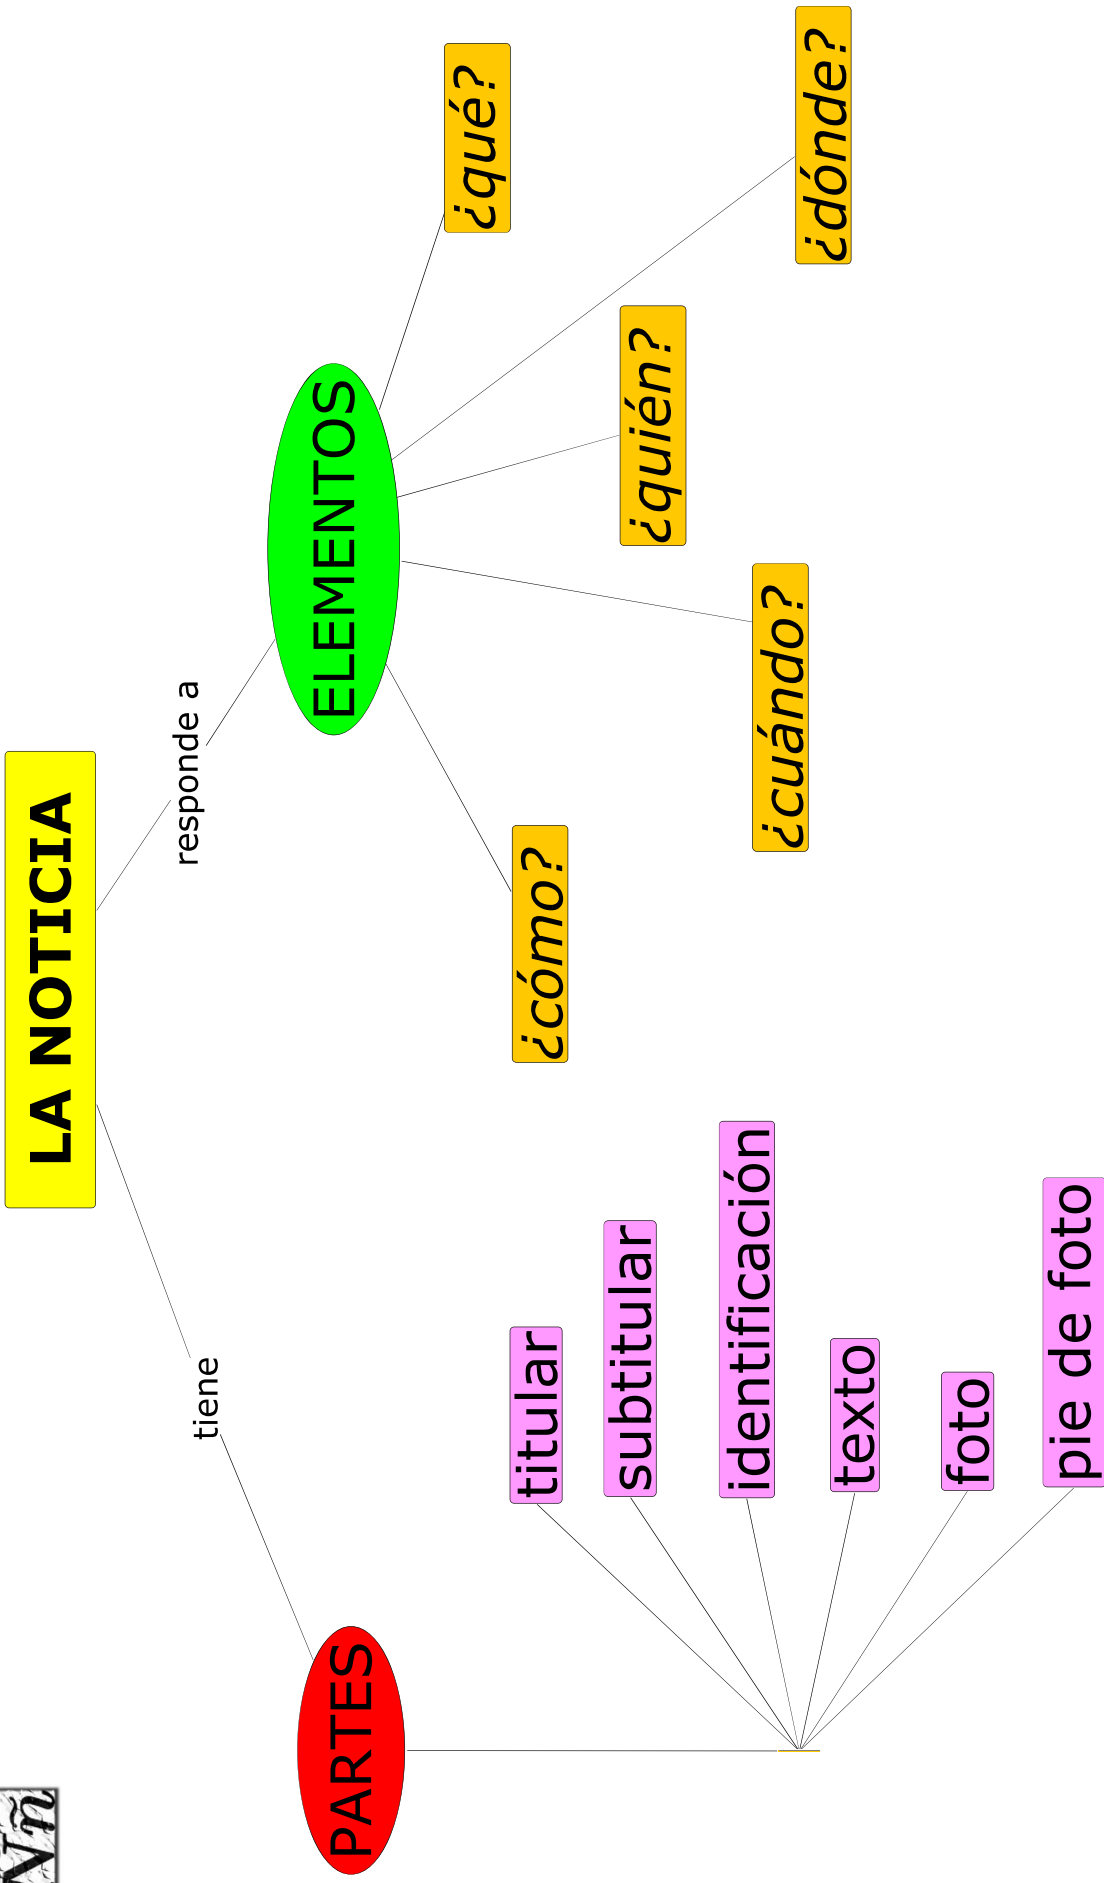 LA NOTICIA
tiene
responde a
PARTES
titular
subtitular
identificación
texto
foto
pie de foto
ELEMENTOS
¿cómo?
¿cuándo?
¿quién?
¿dónde?
¿qué?
Nñ